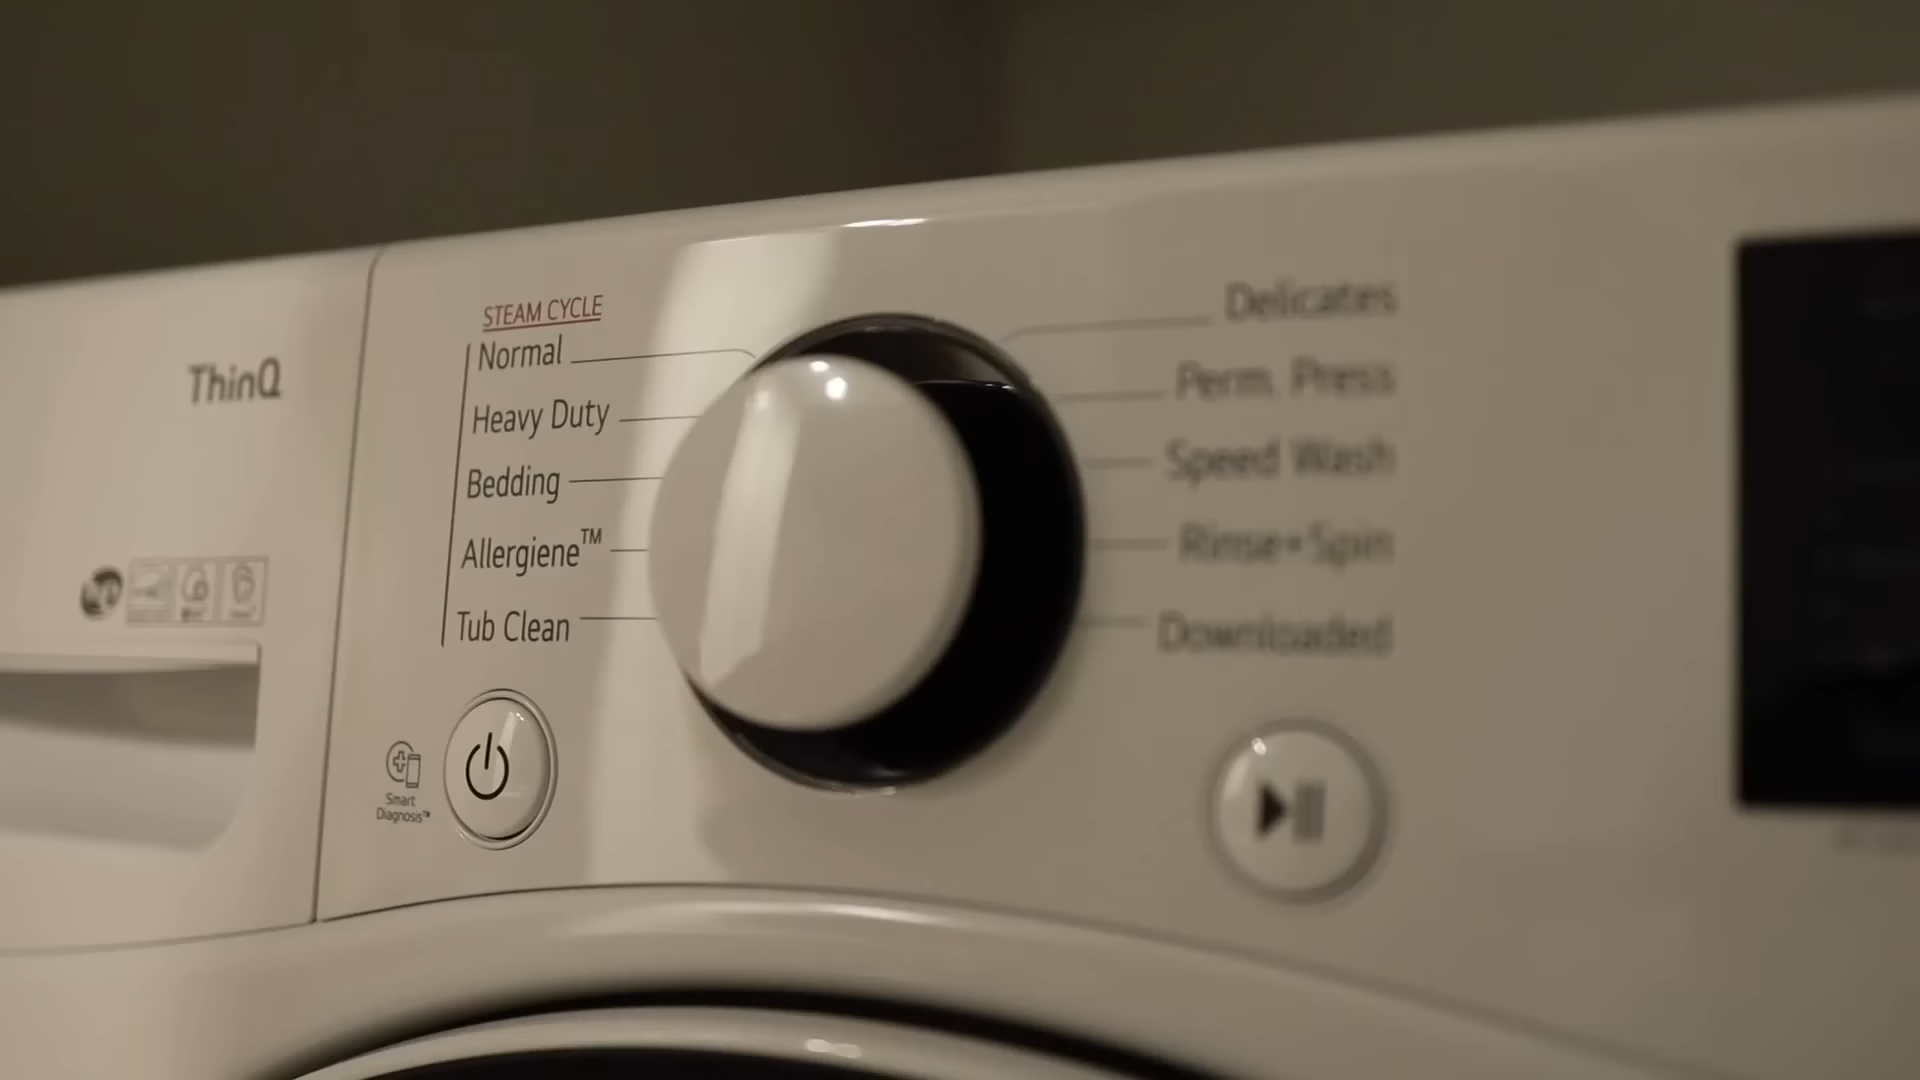 ThinQ
STEAM CYCLE
Normal
Heavy Duty
Bedding
Allergiene™
Tub Clean
Smart
Diagnosis™
Delicates
Perm. Press
Speed Wash
Rinse+Spin
Downloaded